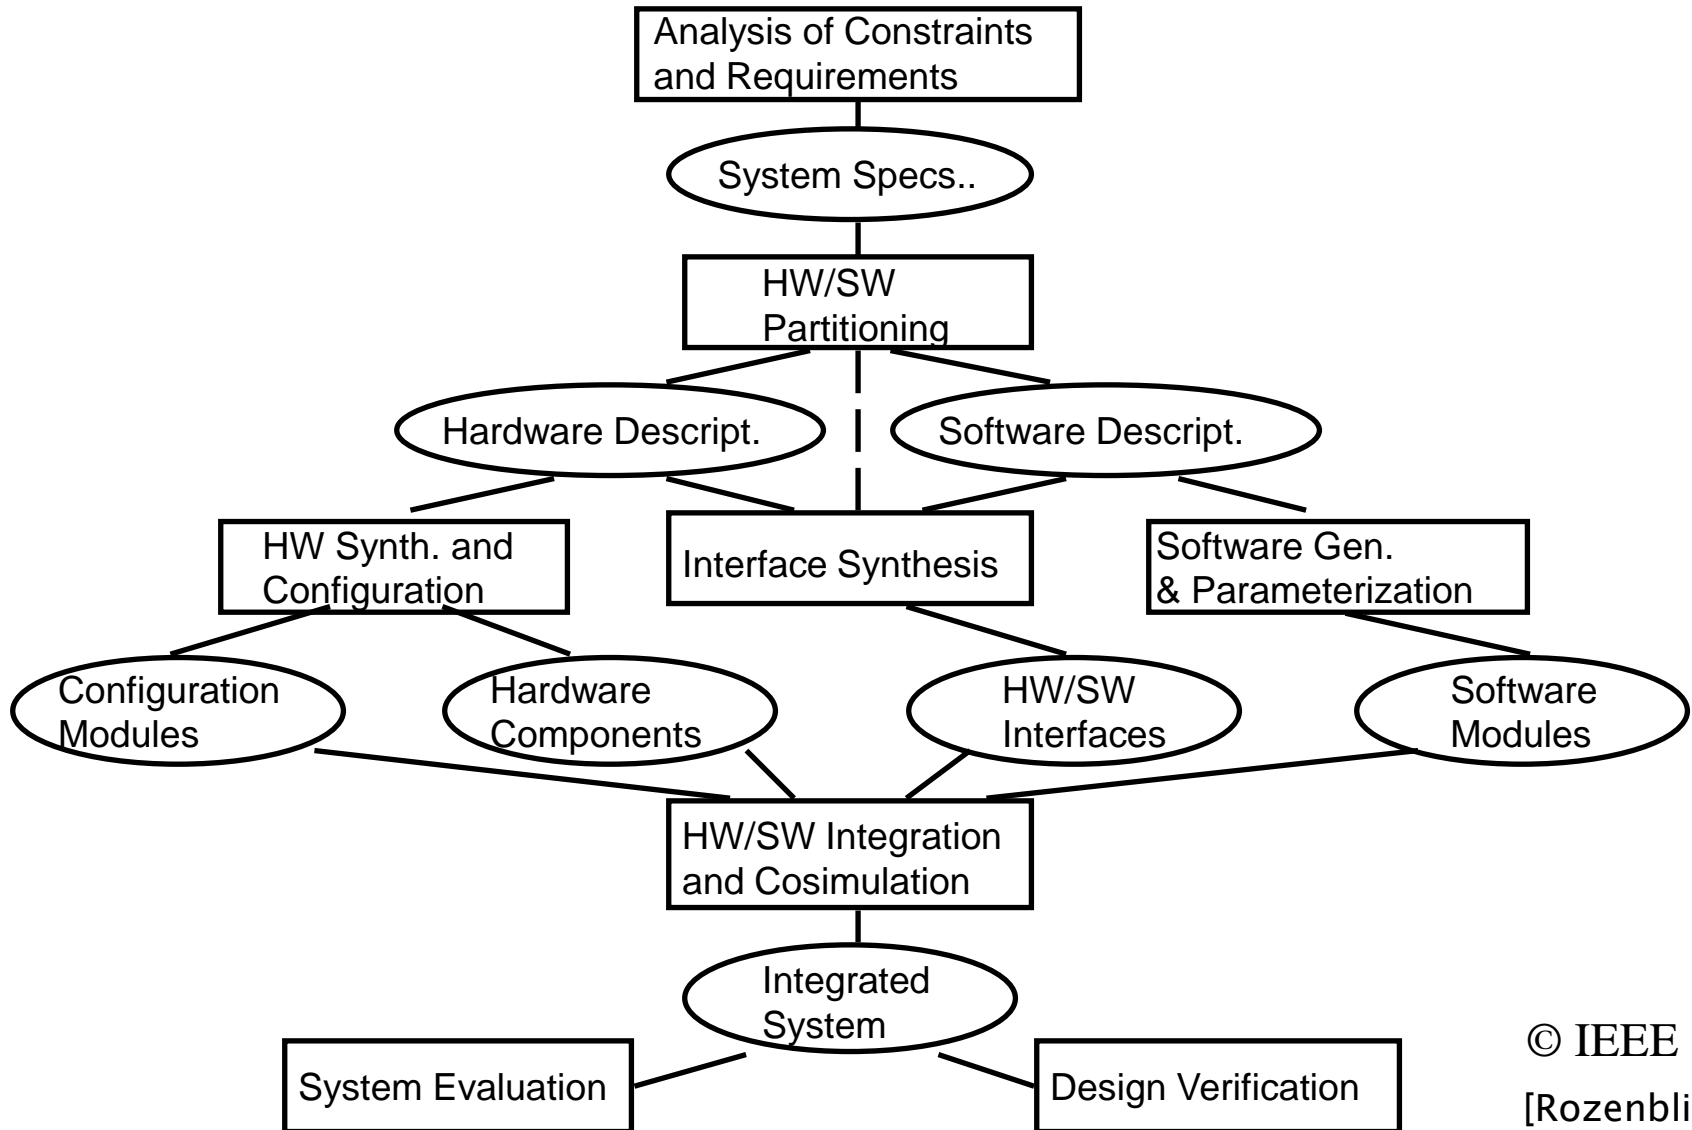 Analysis of Constraints
and Requirements
System Specs..
HW/SW
Partitioning
Hardware Descript.
Software Descript.
HW Synth. and
Configuration
Interface Synthesis
Software Gen.
& Parameterization
Configuration
Modules
Hardware
Components
HW/SW
Interfaces
Software
Modules
HW/SW Integration
and Cosimulation
Integrated
System
System Evaluation
Design Verification
© IEEE
[Rozenbli